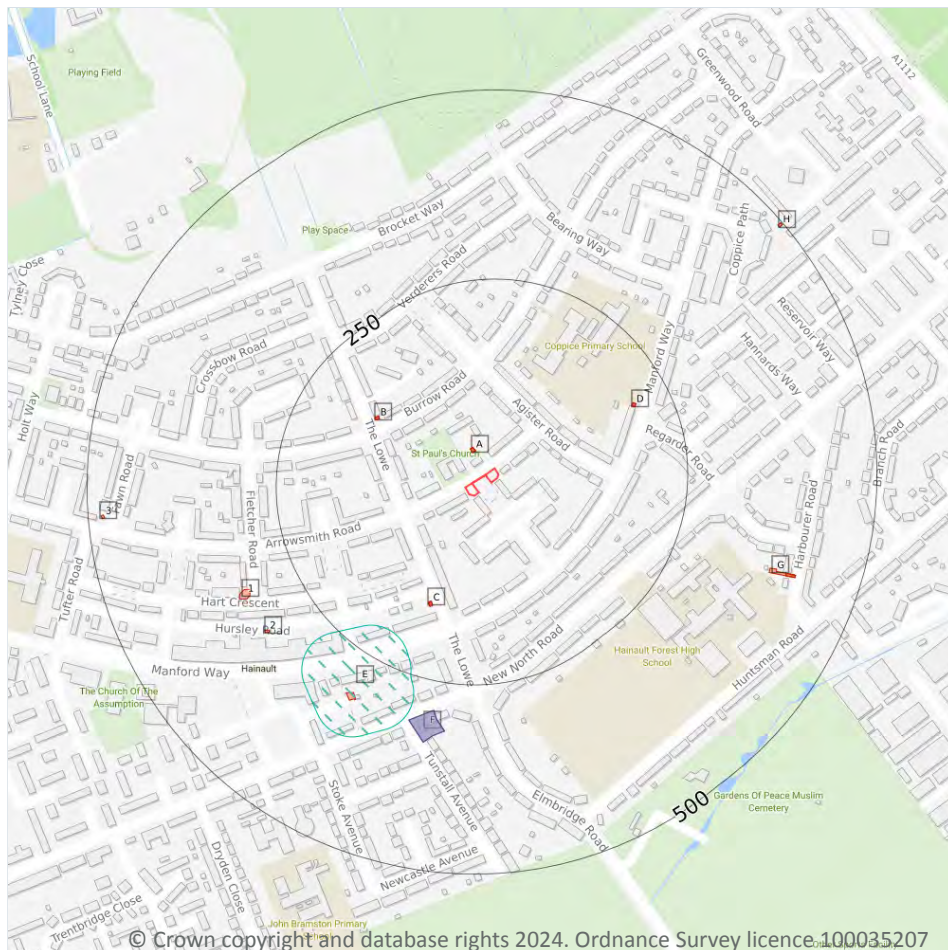 School Lane
Playing Field
A1112
Greenwood Road
Play Space
Brocket Way
Bearing Way
Coppice Path
H
Tylney Close
Verderers Road
250
Crossbow Road
Coppice Primary School
Manford Way
Reservoir Way
Hannards Way
Holt Way
B
Burrow Road
D
The Lowe
Agister Road
A
St Paul's Church
Regarder Road
Branch Road
3
Fletcher Road
Arrowsmith Road
Harbourer Road
G
Tufter Road
1
Hart Crescent
C
2
Hursley Road
Hainault
Manford Way
The Lowe
New North Road
Hainault Forest High
School
Huntsman Road
E
The Church Of The
Assumption
F
Tunstall Avenue
Stoke Avenue
Elmbridge Road
500
Gardens Of Peace Muslim
Cemetery
Newcastle Avenue
Dryden Close
Trentbridge Close
John Bramston Primary
© Crown copyright and database rights 2024. Ordnance Survey licence 100035207